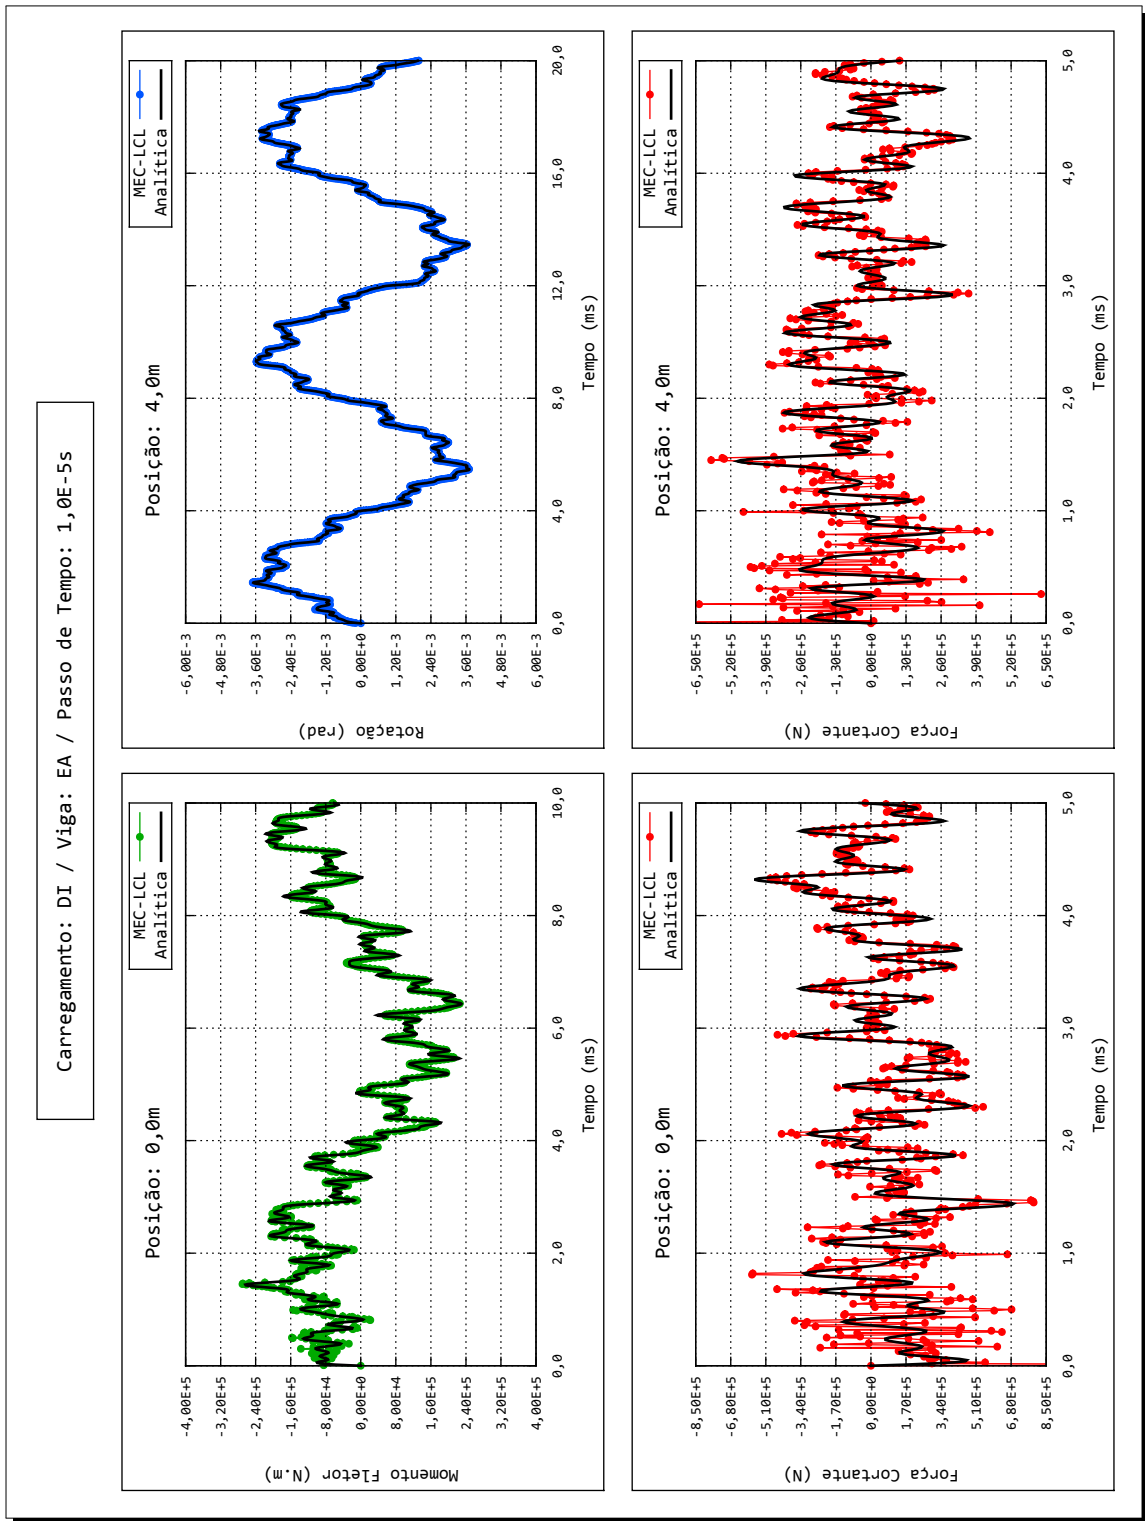 Carregamento: DI / Viga: EA / Passo de Tempo: 1,0E-5s
Posição: 0,0m
MEC-LCL
Analítica
Momento Fletor (N.m)
-4,00E+5
-3,20E+5
-2,40E+5
-1,60E+5
-8,00E+4
0,00E+0
8,00E+4
1,60E+5
2,40E+5
3,20E+5
4,00E+5
0,0 2,0 4,0 6,0 8,0 10,0
Tempo (ms)
Posição: 4,0m
MEC-LCL
Analítica
Rotação (rad)
-6,00E-3
-4,80E-3
-3,60E-3
-2,40E-3
-1,20E-3
0,00E+0
1,20E-3
2,40E-3
3,60E-3
4,80E-3
6,00E-3
0,0 4,0 8,0 12,0 16,0 20,0
Tempo (ms)
Posição: 0,0m
MEC-LCL
Analítica
Força Cortante (N)
-8,50E+5
-6,80E+5
-5,10E+5
-3,40E+5
-1,70E+5
0,00E+0
1,70E+5
3,40E+5
5,10E+5
6,80E+5
8,50E+5
0,0 1,0 2,0 3,0 4,0 5,0
Tempo (ms)
Posição: 4,0m
MEC-LCL
Analítica
Força Cortante (N)
-6,50E+5
-5,20E+5
-3,90E+5
-2,60E+5
-1,30E+5
0,00E+0
1,30E+5
2,60E+5
3,90E+5
5,20E+5
6,50E+5
0,0 1,0 2,0 3,0 4,0 5,0
Tempo (ms)